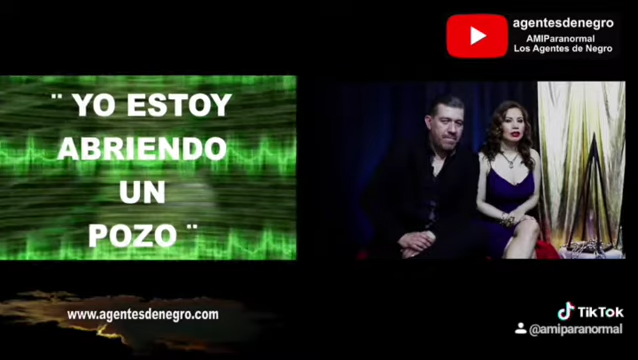 agentesdenegro
AMIParanormal
Los Agentes de Negro
¨ YO ESTOY
ABRIENDO
UN
POZO ¨
www.agentesdenegro.com
TikTok
@amiparanormal